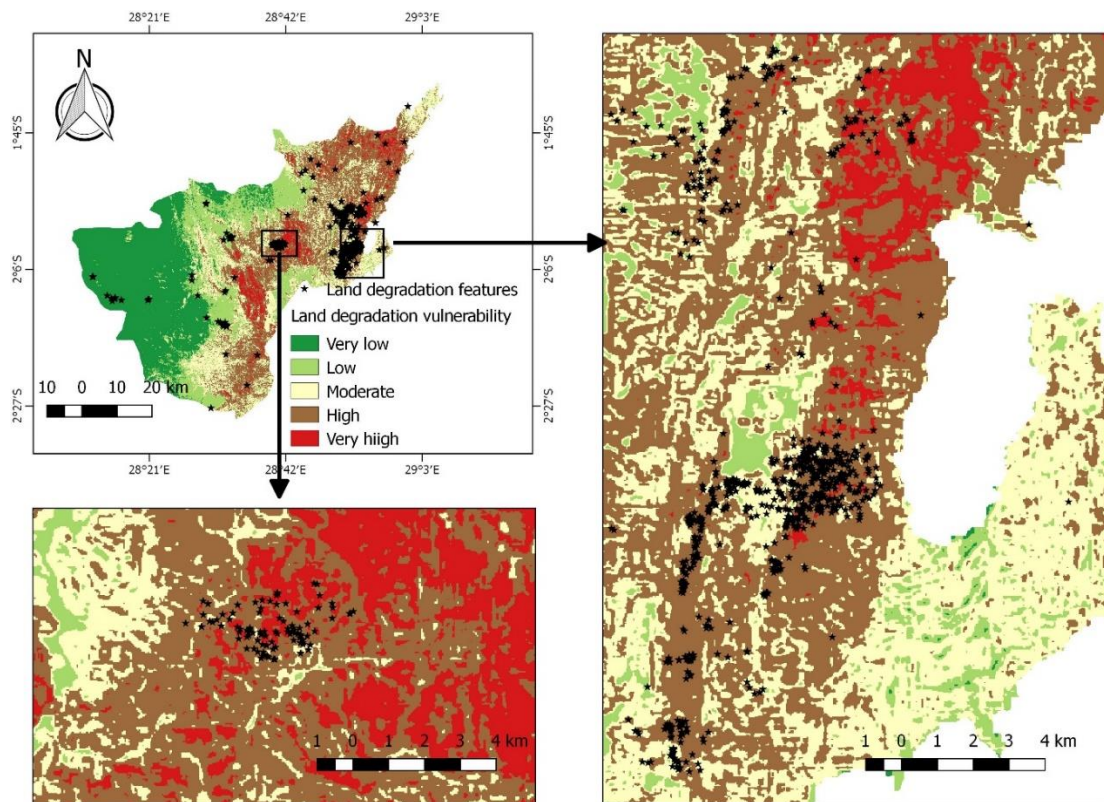 28°21'E 28°42'E 29°3'E
N
1°45'S 1°45'S
2°6'S 2°6'S
Land degradation features
Land degradation vulnerability
Very low
Low
Moderate
High
Very hiigh
10 0 10 20 km
2°27'S 2°27'S
28°21'E 28°42'E 29°3'E
1 0 1 2 3 4 km
1 0 1 2 3 4 km